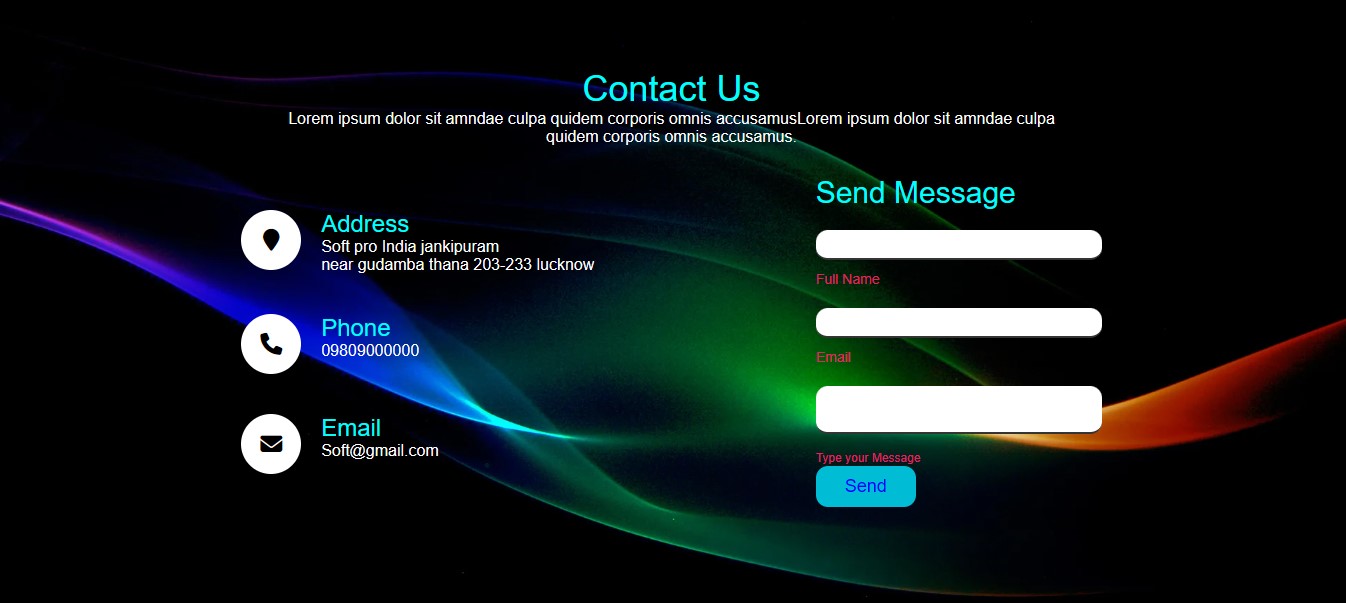 Contact Us
Lorem ipsum dolor sit amndae culpa quidem corporis omnis accusamusLorem ipsum dolor sit amndae culpa
quidem corporis omnis accusamus.
Address
Soft pro India jankipuram
near gudamba thana 203-233 lucknow
Phone
09809000000
Email
Soft@gmail.com
Send Message
Full Name
Email
Type your Message
Send